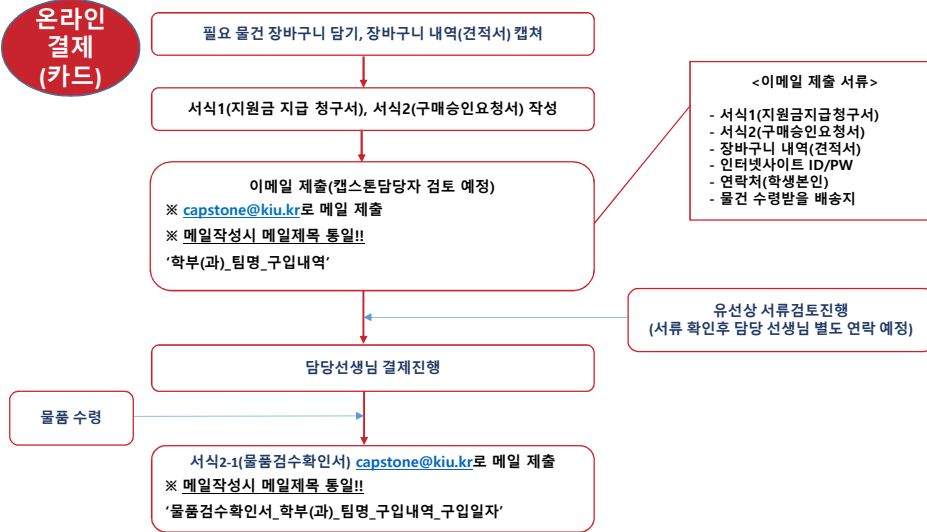 온라인
결제
(카드)
필요 물건 장바구니 담기, 장바구니 내역(견적서) 캡쳐
서식1(지원금 지급 청구서), 서식2(구매승인요청서) 작성
<이메일 제출 서류>
- 서식1(지원금지급청구서)
- 서식2(구매승인요청서)
- 장바구니 내역(견적서)
- 인터넷사이트 ID/PW
- 연락처(학생본인)
- 물건 수령받을 배송지
이메일 제출(캡스톤담당자 검토 예정)
※ capstone@kiu.kr로 메일 제출
※ 메일작성시 메일제목 통일!!
‘학부(과)_팀명_구입내역’
유선상 서류검토진행
(서류 확인후 담당 선생님 별도 연락 예정)
담당선생님 결제진행
물품 수령
서식2-1(물품검수확인서) capstone@kiu.kr로 메일 제출
※ 메일작성시 메일제목 통일!!
‘물품검수확인서_학부(과)_팀명_구입내역_구입일자’